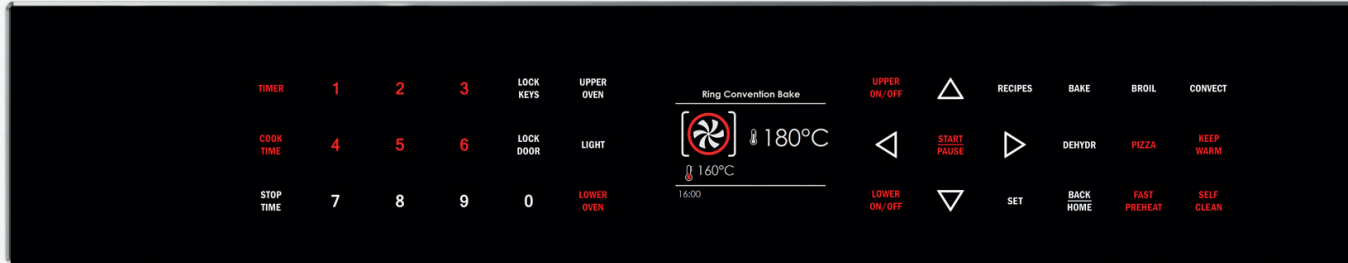 TIMER 1 2 3 LOCK KEYS UPPER OVEN
COOK TIME 4 5 6 LOCK DOOR LIGHT
STOP TIME 7 8 9 0 LOWER OVEN
Ring Convention Bake
180°C
160°C
16:00
UPPER ON/OFF RECIPES BAKE BROIL CONVECT
START PAUSE DEHYDR PIZZA KEEP WARM
LOWER ON/OFF SET BACK HOME FAST PREHEAT SELF CLEAN